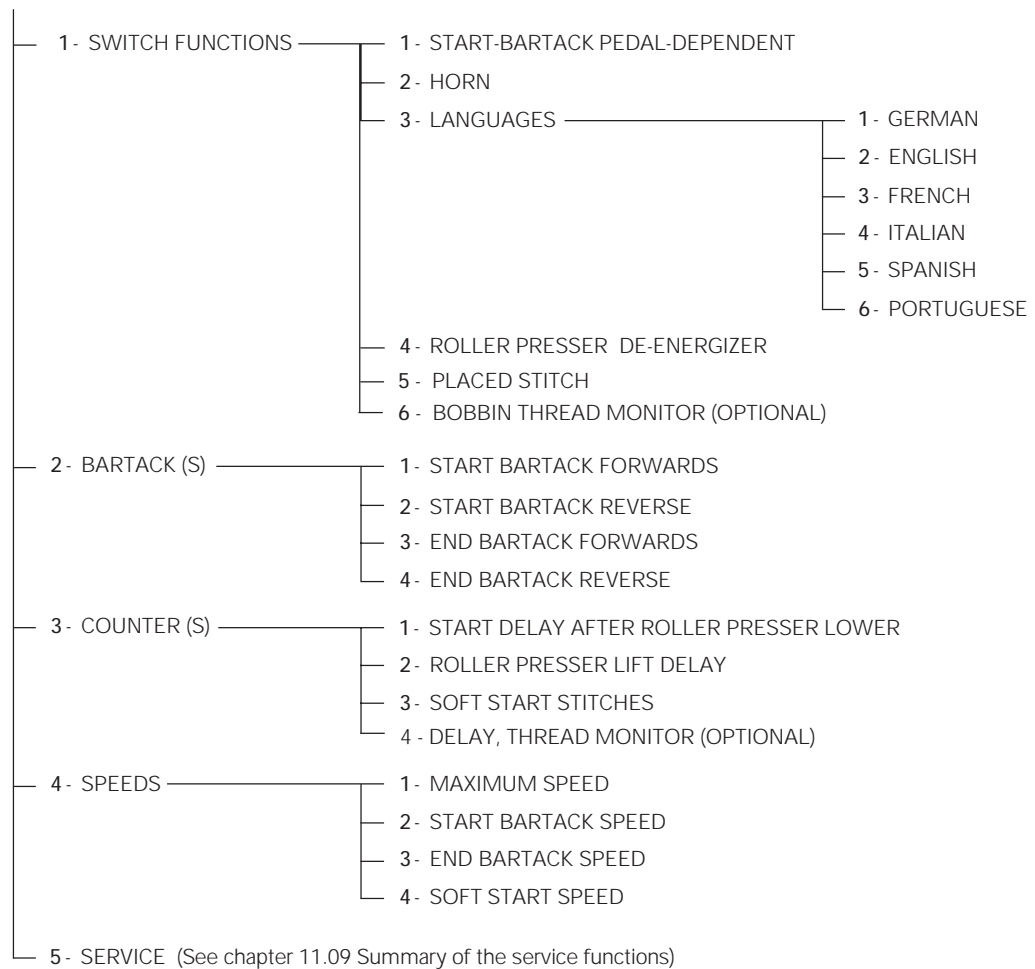 1 - SWITCH FUNCTIONS
1 - START-BARTACK PEDAL-DEPENDENT
2 - HORN
3 - LANGUAGES
1 - GERMAN
2 - ENGLISH
3 - FRENCH
4 - ITALIAN
5 - SPANISH
6 - PORTUGUESE
4 - ROLLER PRESSER DE-ENERGIZER
5 - PLACED STITCH
6 - BOBBIN THREAD MONITOR (OPTIONAL)
2 - BARTACK (S)
1 - START BARTACK FORWARDS
2 - START BARTACK REVERSE
3 - END BARTACK FORWARDS
4 - END BARTACK REVERSE
3 - COUNTER (S)
1 - START DELAY AFTER ROLLER PRESSER LOWER
2 - ROLLER PRESSER LIFT DELAY
3 - SOFT START STITCHES
4 - DELAY, THREAD MONITOR (OPTIONAL)
4 - SPEEDS
1 - MAXIMUM SPEED
2 - START BARTACK SPEED
3 - END BARTACK SPEED
4 - SOFT START SPEED
5 - SERVICE (See chapter 11.09 Summary of the service functions)